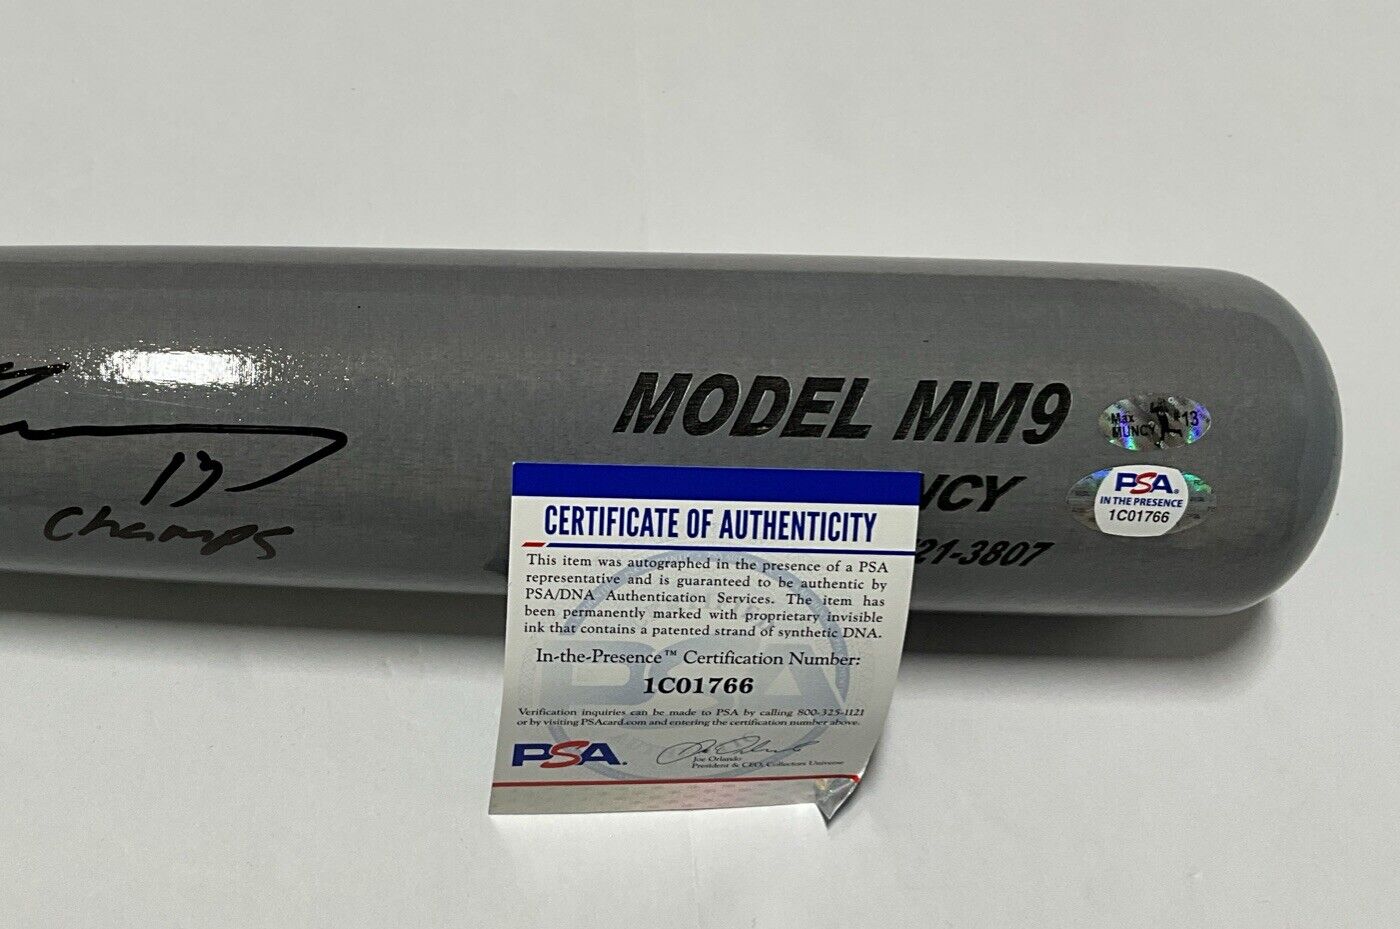 MODEL MM9
NCY
21-3807
13
Champs
Max
MUNCY
#13
PSA
IN THE PRESENCE
1C01766
CERTIFICATE OF AUTHENTICITY
This item was autographed in the presence of a PSA
representative and is guaranteed to be authentic by
PSA/DNA Authentication Services. The item has
been permanently marked with proprietary invisible
ink that contains a patented strand of synthetic DNA.
In-the-Presence™ Certification Number:
1C01766
Verification inquiries can be made to PSA by calling 800-325-1121
or by visiting PSAcard.com and entering the certification number above.
PSA.
Joe Orlando
President & CEO, Collectors Universe